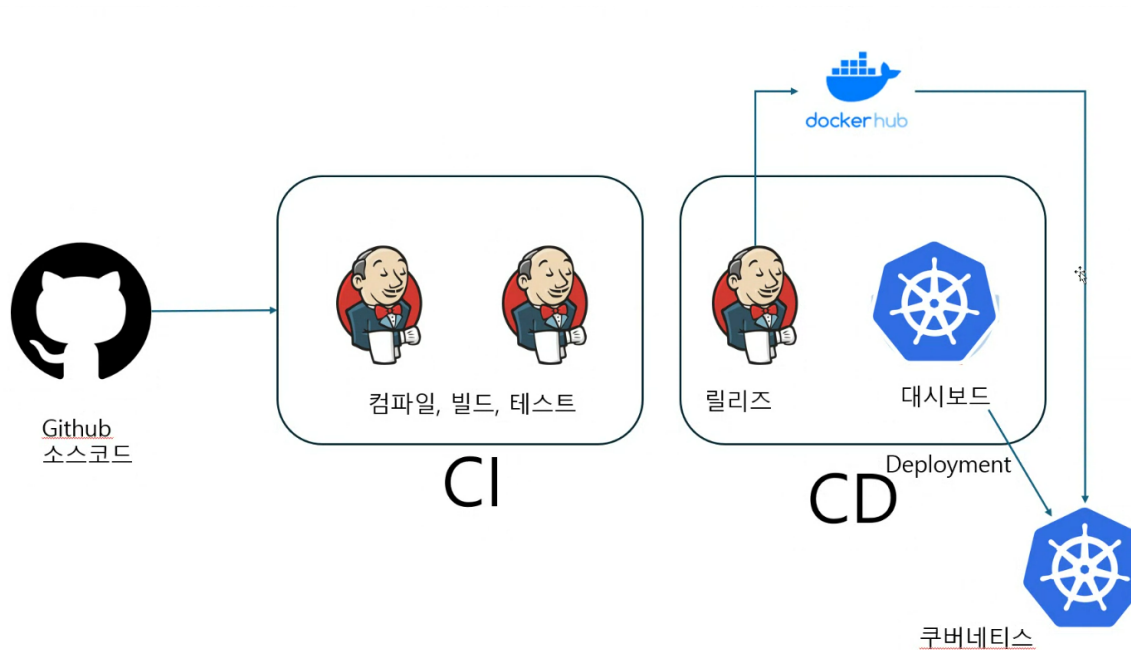 dockerhub
Github
소스코드
컴파일, 빌드, 테스트
CI
릴리즈
대시보드
Deployment
CD
쿠버네티스